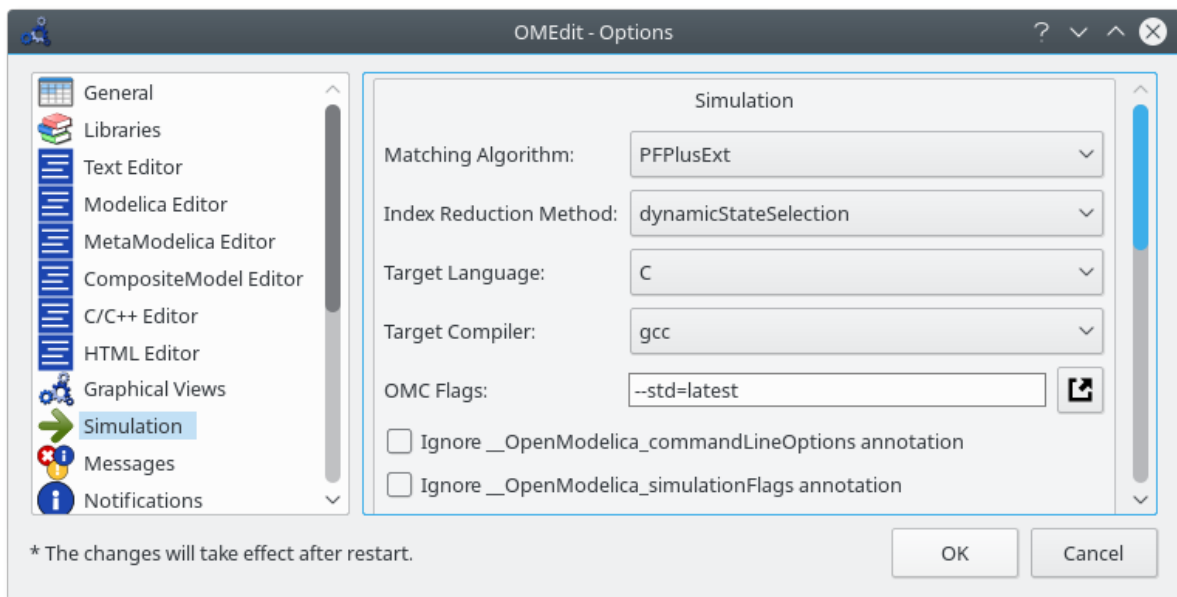 OMEdit - Options
General
Libraries
Text Editor
Modelica Editor
MetaModelica Editor
CompositeModel Editor
C/C++ Editor
HTML Editor
Graphical Views
Simulation
Messages
Notifications
Simulation
Matching Algorithm: PFPlusExt
Index Reduction Method: dynamicStateSelection
Target Language: C
Target Compiler: gcc
OMC Flags: --std=latest
Ignore __OpenModelica_commandLineOptions annotation
Ignore __OpenModelica_simulationFlags annotation
* The changes will take effect after restart.
OK Cancel